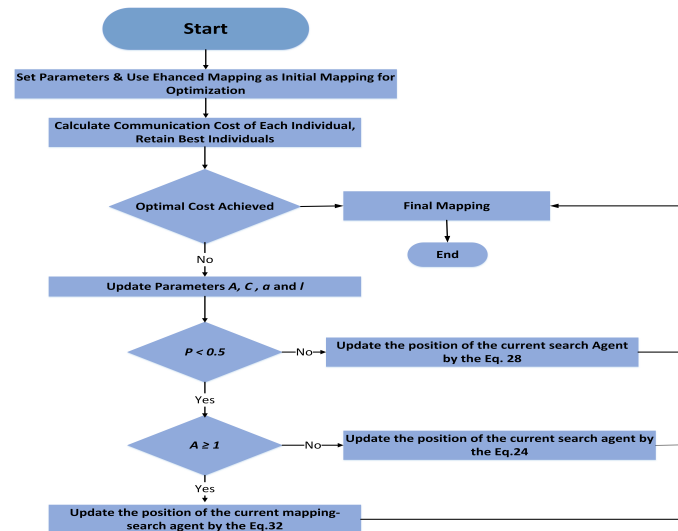 Start
Set Parameters & Use Ehanced Mapping as Initial Mapping for
Optimization
Calculate Communication Cost of Each Individual,
Retain Best Individuals
Optimal Cost Achieved
Final Mapping
End
No
Update Parameters A, C , a and l
P < 0.5
No
Update the position of the current search Agent
by the Eq. 28
Yes
A ≥ 1
No
Update the position of the current search agent by
the Eq.24
Yes
Update the position of the current mapping-
search agent by the Eq.32